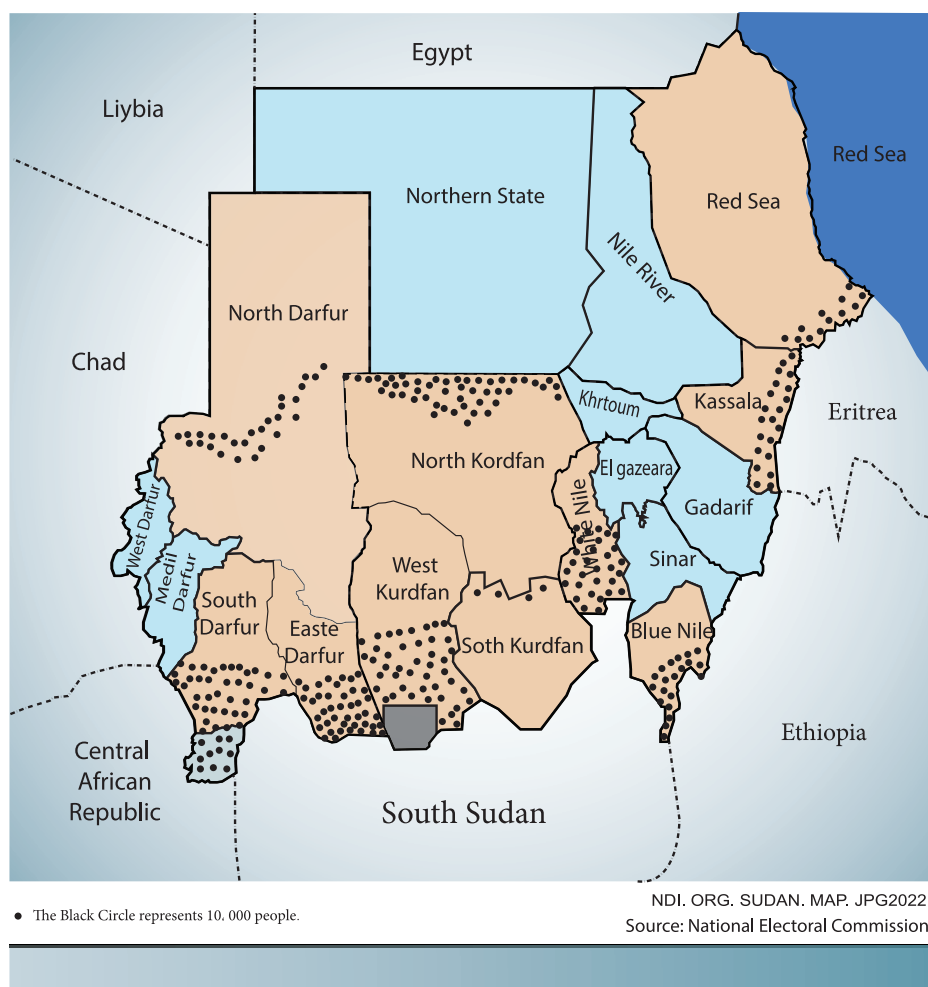 Egypt
Liybia
Red Sea
Northern State
Red Sea
Nile River
North Darfur
Chad
Khrtoum
Kassala
Eritrea
North Kordfan
El gazeara
White Nile
Gadarif
West Darfur
Sinar
Medil
Darfur
West
Kurdfan
South
Darfur
Easte
Darfur
Soth Kurdfan
Blue Nile
Ethiopia
Central
African
Republic
South Sudan
The Black Circle represents 10. 000 people.
NDI. ORG. SUDAN. MAP. JPG2022
Source: National Electoral Commission